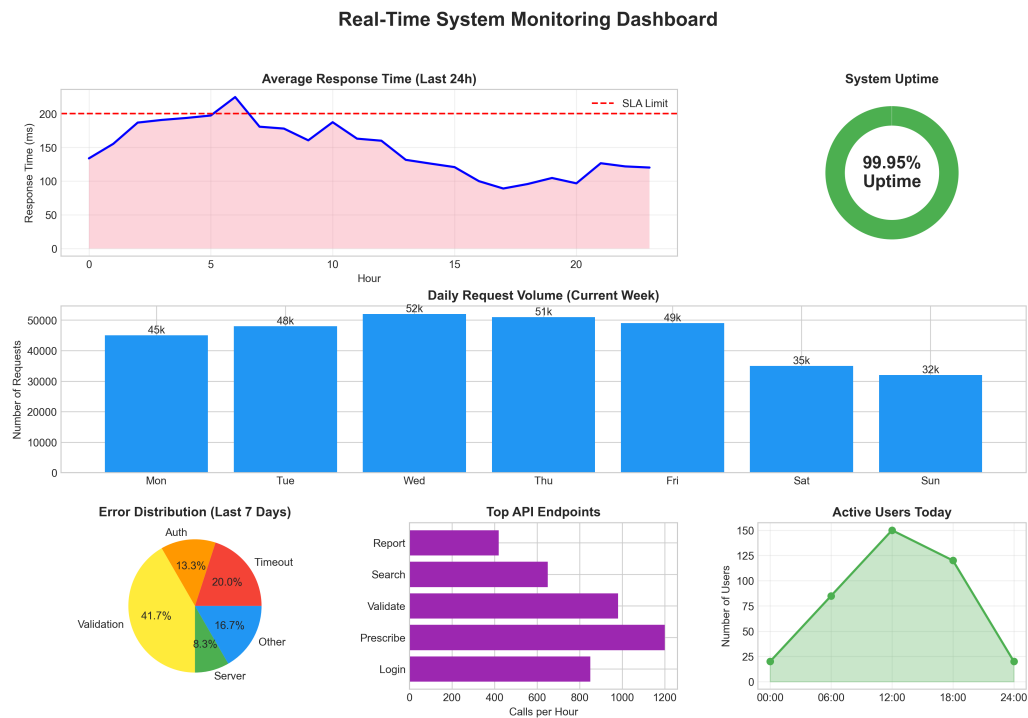 Real-Time System Monitoring Dashboard
Average Response Time (Last 24h)
SLA Limit
Response Time (ms)
200
150
100
50
0
0 5 10 15 20
Hour
System Uptime
99.95%
Uptime
Daily Request Volume (Current Week)
Number of Requests
50000
40000
30000
20000
10000
0
45k 48k 52k 51k 49k 35k 32k
Mon Tue Wed Thu Fri Sat Sun
Error Distribution (Last 7 Days)
Auth
Timeout
13.3%
20.0%
41.7%
Validation
16.7%
Other
8.3%
Server
Top API Endpoints
Report
Search
Validate
Prescribe
Login
0 200 400 600 800 1000 1200
Calls per Hour
Active Users Today
Number of Users
150
125
100
75
50
25
0
00:00 06:00 12:00 18:00 24:00